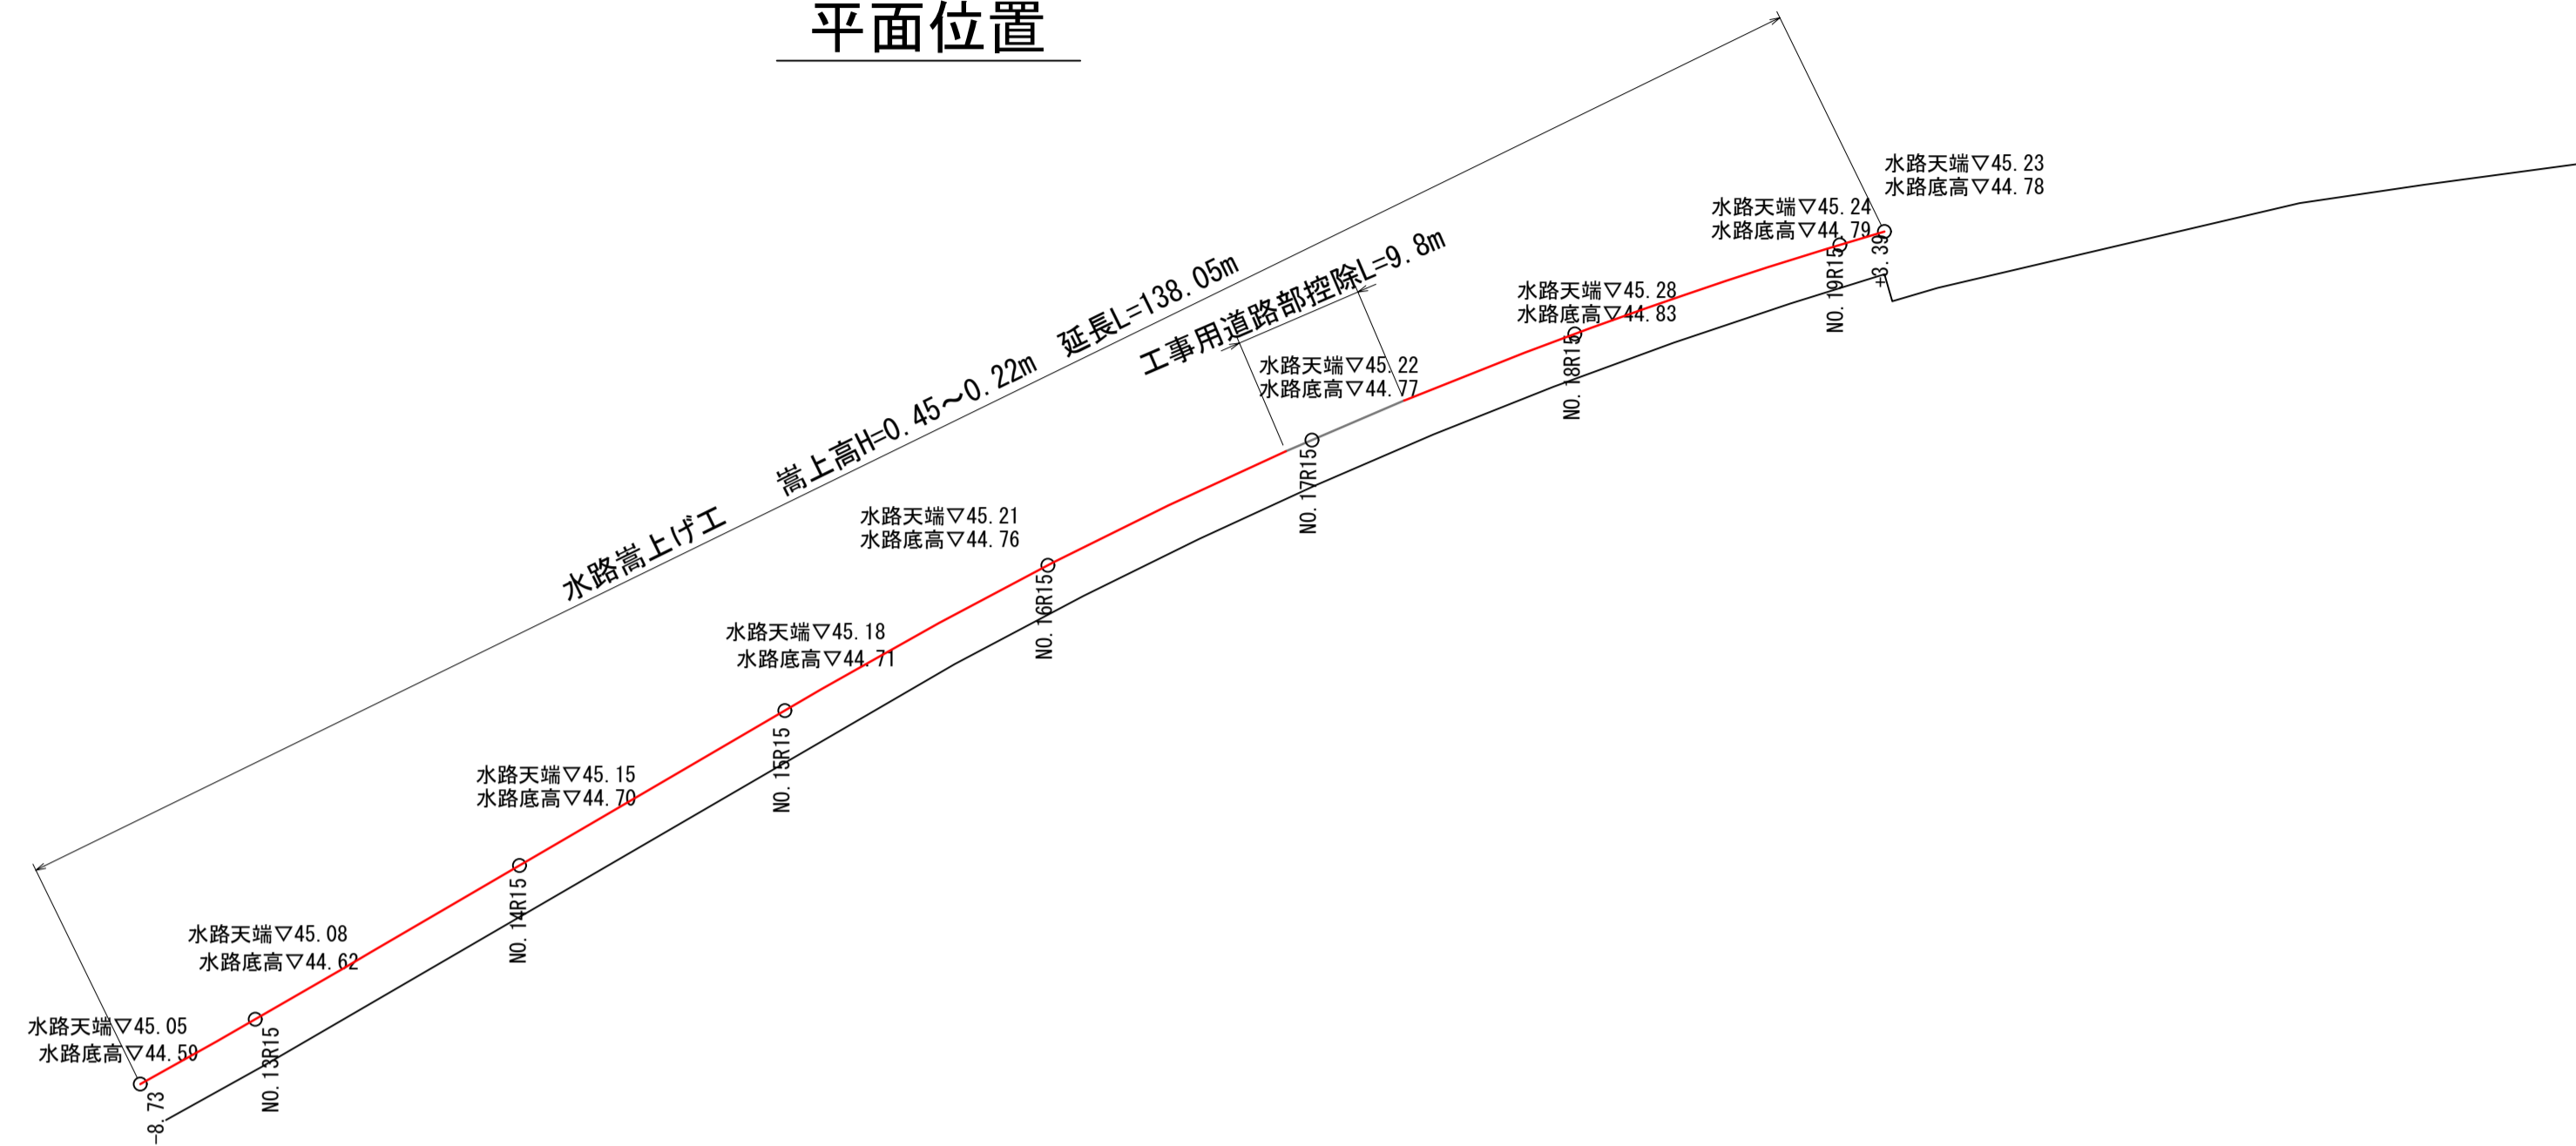 平面位置
水路嵩上げ工　嵩上高H=0.45～0.22m　延長L=138.05m
工事用道路部控除L=9.8m
水路天端▽45.23
水路底高▽44.78
+3.39
水路天端▽45.24
水路底高▽44.79
NO.19R15
水路天端▽45.28
水路底高▽44.83
NO.18R15
水路天端▽45.22
水路底高▽44.77
NO.17R15
水路天端▽45.21
水路底高▽44.76
NO.16R15
水路天端▽45.18
水路底高▽44.71
NO.15R15
水路天端▽45.15
水路底高▽44.70
NO.14R15
水路天端▽45.08
水路底高▽44.62
NO.13R15
水路天端▽45.05
水路底高▽44.59
-8.73